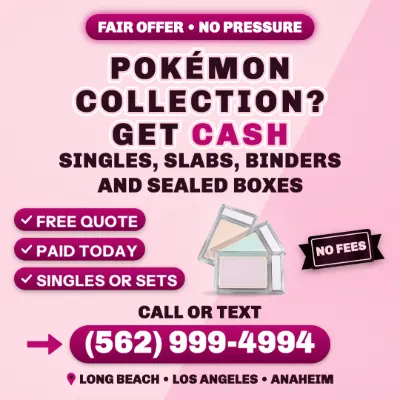 FAIR OFFER • NO PRESSURE
POKÉMON
COLLECTION?
GET CASH
SINGLES, SLABS, BINDERS
AND SEALED BOXES
FREE QUOTE
PAID TODAY
SINGLES OR SETS
NO FEES
CALL OR TEXT
(562) 999-4994
LONG BEACH • LOS ANGELES • ANAHEIM